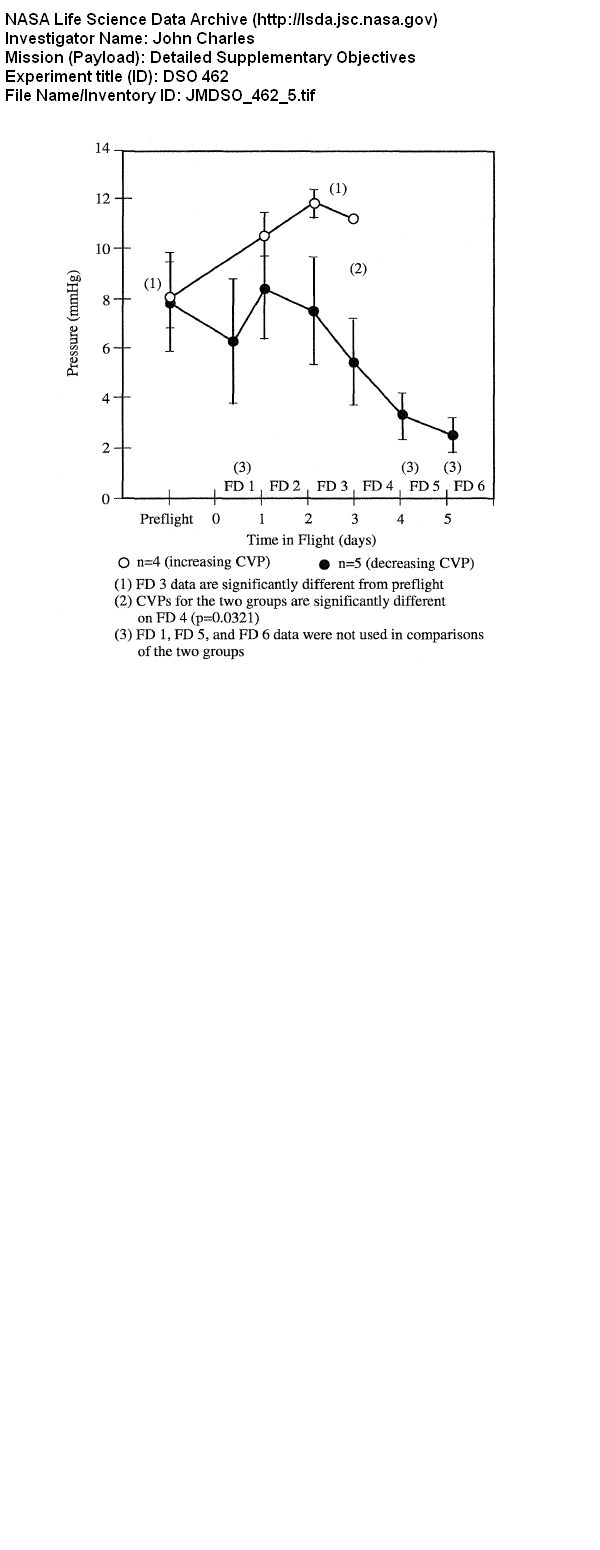 NASA Life Science Data Archive (http://lsda.jsc.nasa.gov)
Investigator Name: John Charles
Mission (Payload): Detailed Supplementary Objectives
Experiment title (ID): DSO 462
File Name/Inventory ID: JMDSO_462_5.tif
14
12
10
8
6
4
2
0
Pressure (mmHg)
(1)
(1)
(2)
(3)
(3)
(3)
FD 1 FD 2 FD 3 FD 4 FD 5 FD 6
Preflight 0 1 2 3 4 5
Time in Flight (days)
n=4 (increasing CVP) n=5 (decreasing CVP)
(1) FD 3 data are significantly different from preflight
(2) CVPs for the two groups are significantly different
on FD 4 (p=0.0321)
(3) FD 1, FD 5, and FD 6 data were not used in comparisons
of the two groups